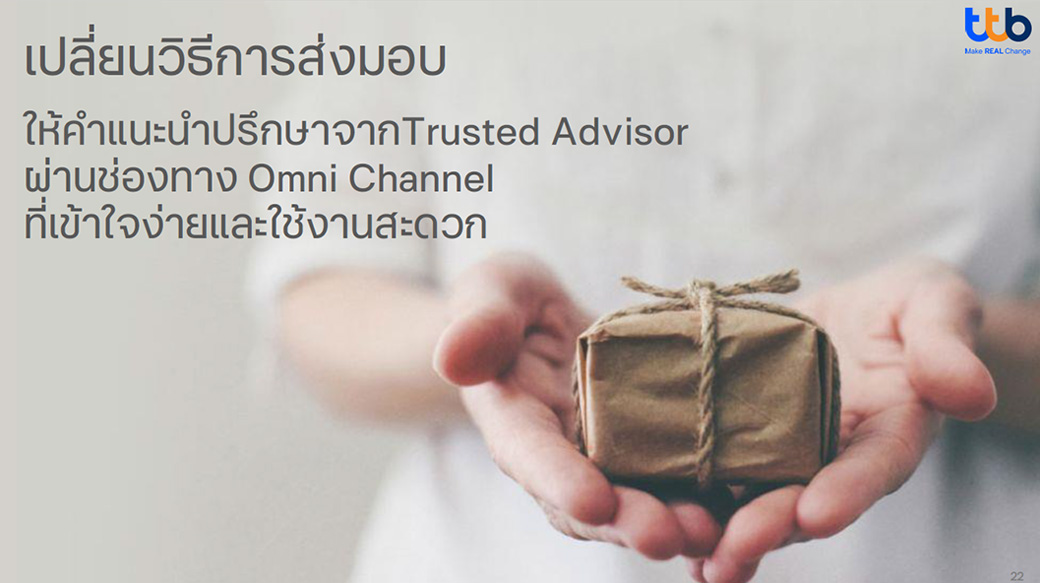 ttb
Make REAL Change
เปลี่ยนวิธีการส่งมอบ
ให้คำแนะนำปรึกษาจากTrusted Advisor
ผ่านช่องทาง Omni Channel
ที่เข้าใจง่ายและใช้งานสะดวก
22